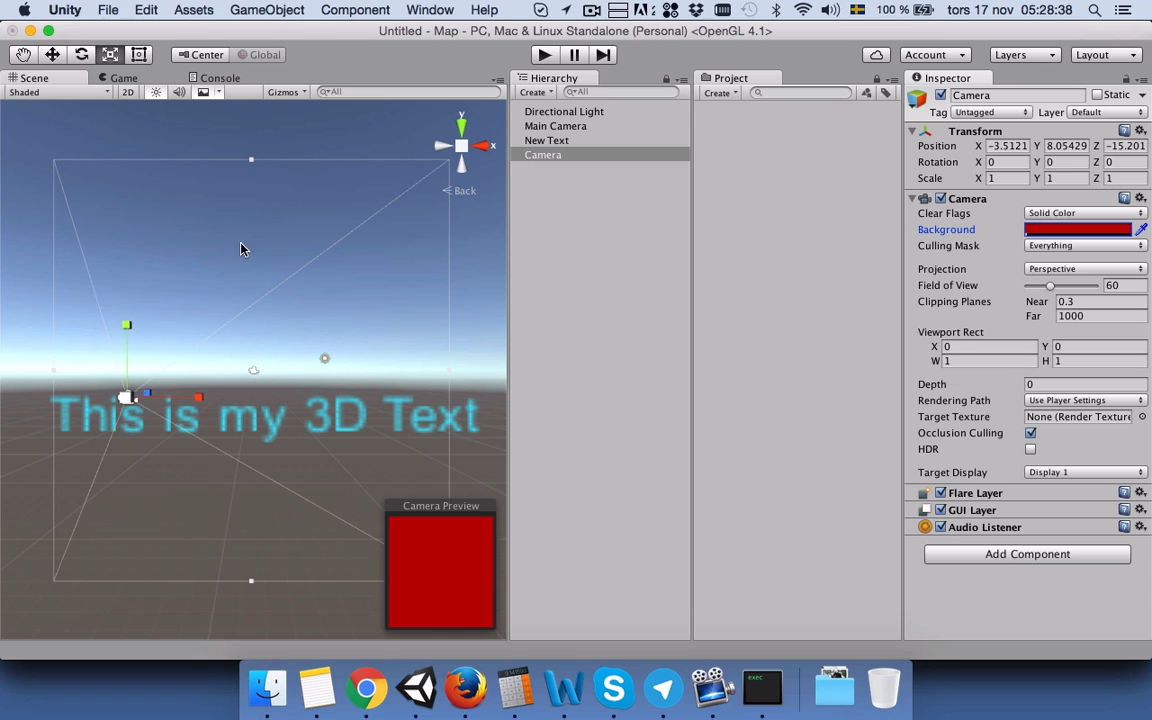 Unity File Edit Assets GameObject Component Window Help 100 % tors 17 nov 05:28:38
Untitled - Map - PC, Mac & Linux Standalone (Personal) <OpenGL 4.1>
Center Global Account Layers Layout
Scene Game Console Hierarchy Project Inspector
Shaded 2D Gizmos All Create All Create Camera Static
Tag Untagged Layer Default
Directional Light
Main Camera
New Text
Camera
Transform
Position X -3.5121 Y 8.05429 Z -15.201
Rotation X 0 Y 0 Z 0
Scale X 1 Y 1 Z 1
Camera
Clear Flags Solid Color
Background
Culling Mask Everything
Projection Perspective
Field of View 60
Clipping Planes Near 0.3
Far 1000
Viewport Rect
X 0 Y 0
W 1 H 1
Depth 0
Rendering Path Use Player Settings
Target Texture None (Render Texture
Occlusion Culling
HDR
Target Display Display 1
Flare Layer
GUI Layer
Audio Listener
Add Component
y
x
Back
This is my 3D Text
Camera Preview
exec